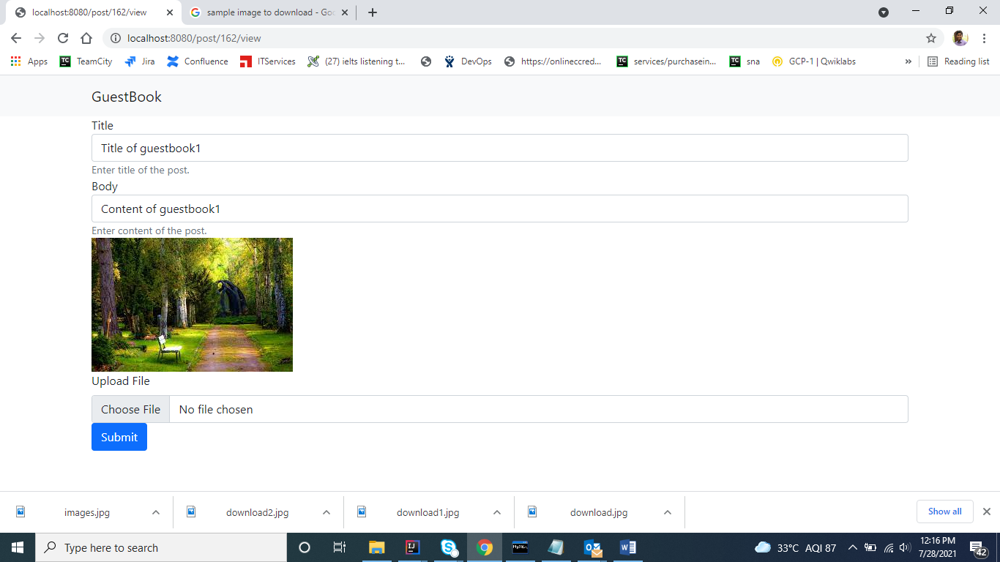 localhost:8080/post/162/view
sample image to download - Goo
localhost:8080/post/162/view
Apps TeamCity Jira Confluence ITServices (27) ielts listening t... DevOps https://onlineccred... services/purchasein... sna GCP-1 | Qwiklabs » Reading list
GuestBook
Title
Title of guestbook1
Enter title of the post.
Body
Content of guestbook1
Enter content of the post.
Upload File
Choose File No file chosen
Submit
images.jpg download2.jpg download1.jpg download.jpg Show all
Type here to search
33°C AQI 87
12:16 PM
7/28/2021
42